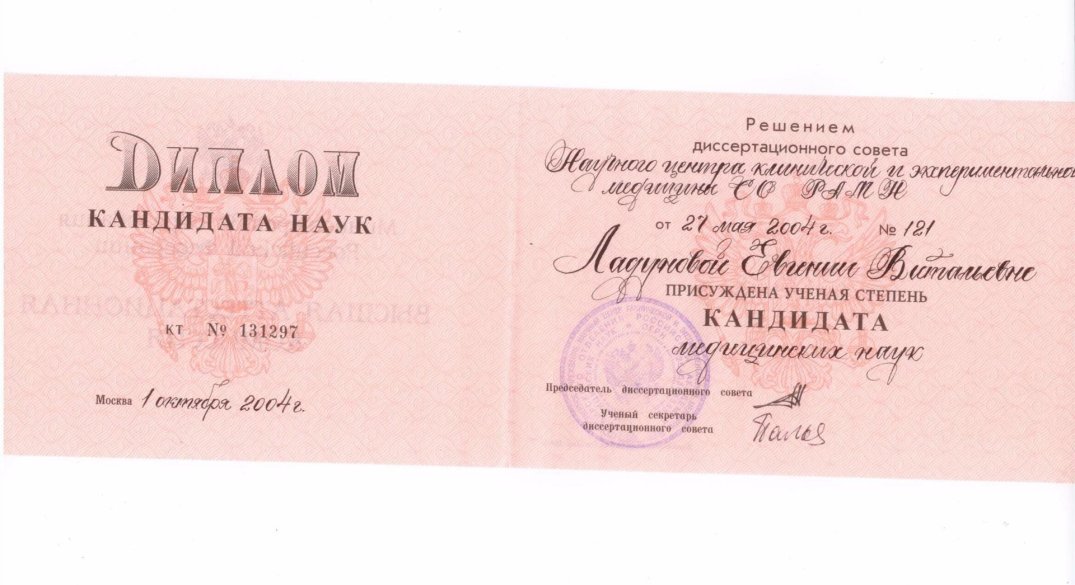 ДИПЛОМ
КАНДИДАТА НАУК
КТ № 131297
Москва 1 октября 2004 г.
Решением
диссертационного совета
Научного центра клинической и экспериментальной
медицины СО РАМН
от 27 мая 2004 г. № 121
Евгении Витальевне
ПРИСУЖДЕНА УЧЕНАЯ СТЕПЕНЬ
КАНДИДАТА
медицинских наук
Председатель диссертационного совета
Ученый секретарь
диссертационного совета